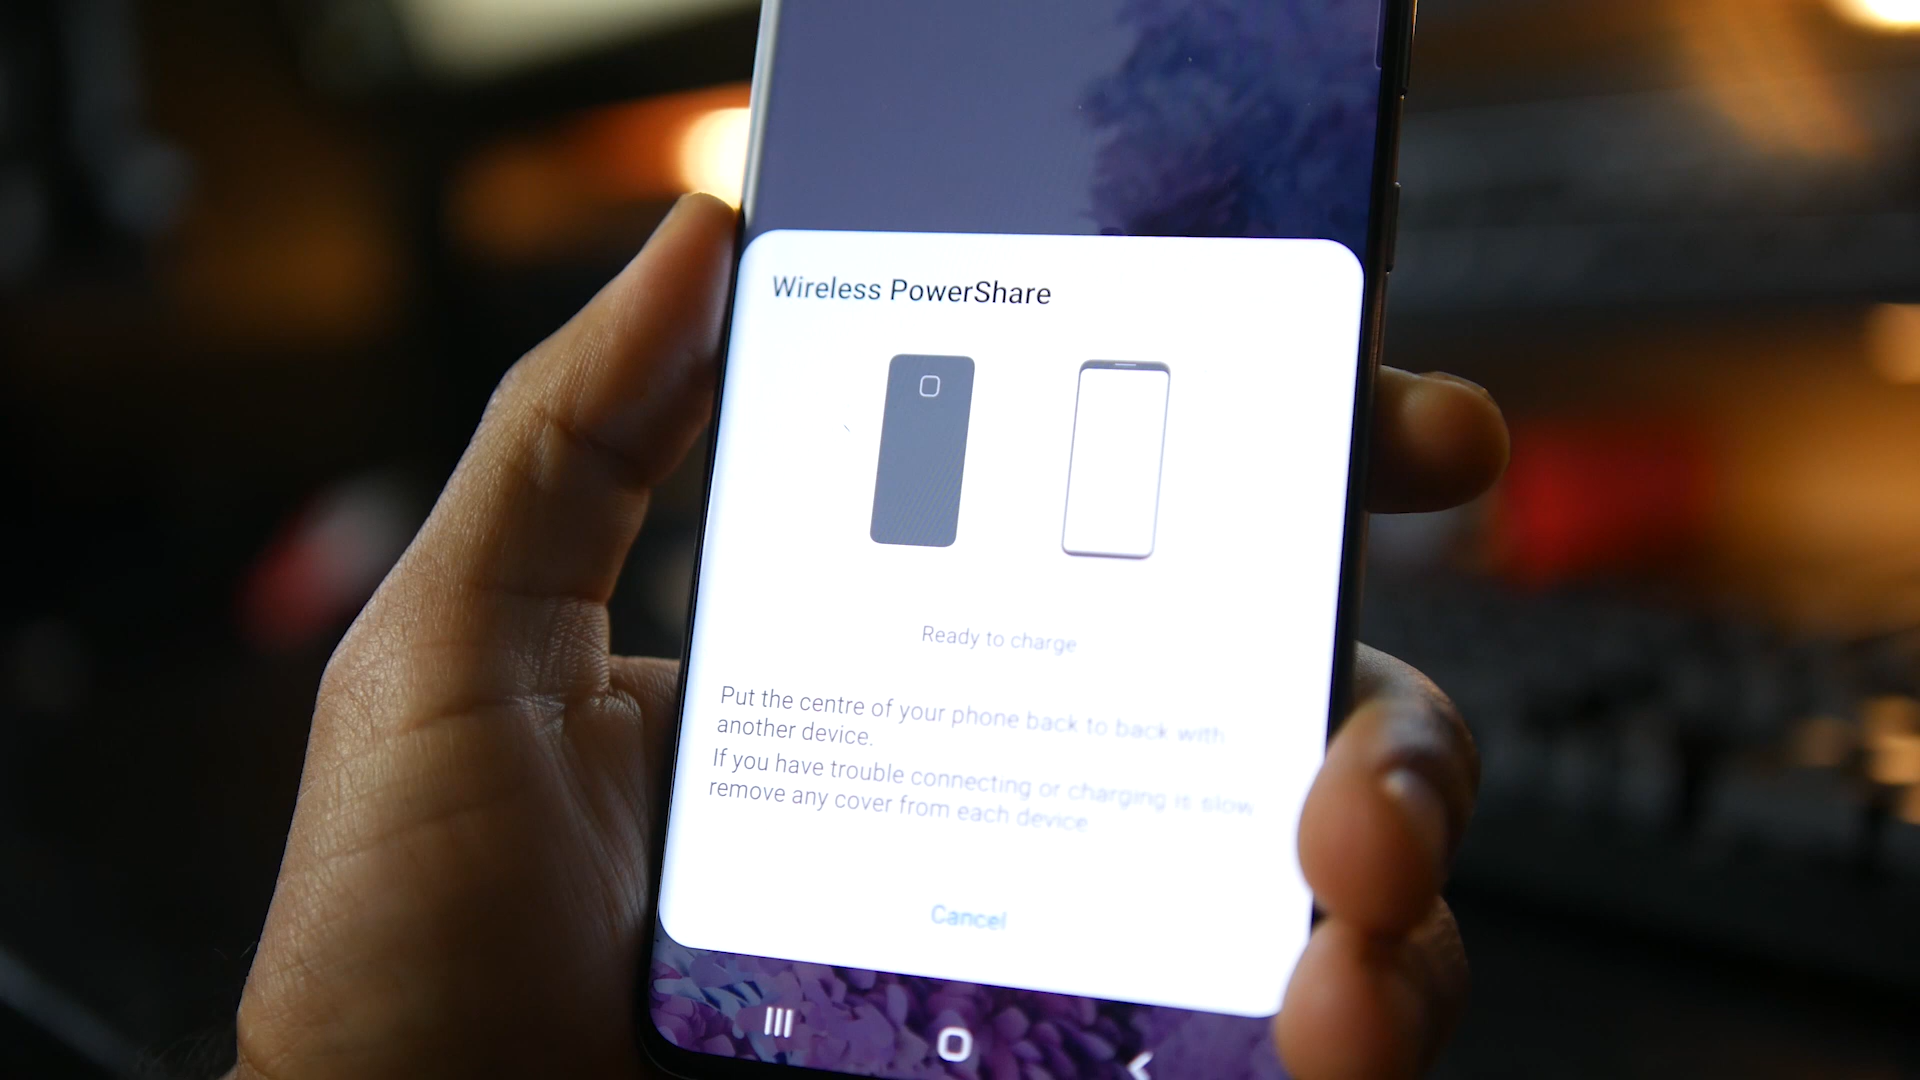 Wireless PowerShare
Ready to charge
Put the centre of your phone back to back with
another device.
If you have trouble connecting or charging is slow
remove any cover from each device
Cancel